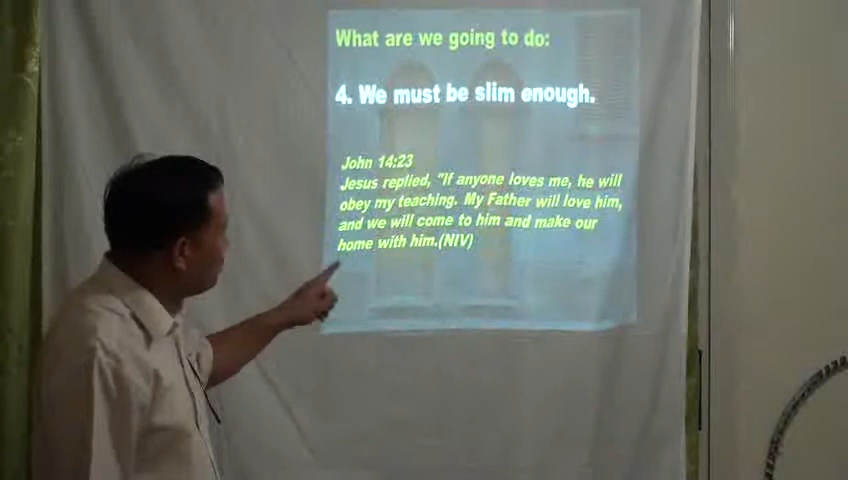 What are we going to do:
4. We must be slim enough.
John 14:23
Jesus replied, "If anyone loves me, he will
obey my teaching. My Father will love him,
and we will come to him and make our
home with him.(NIV)